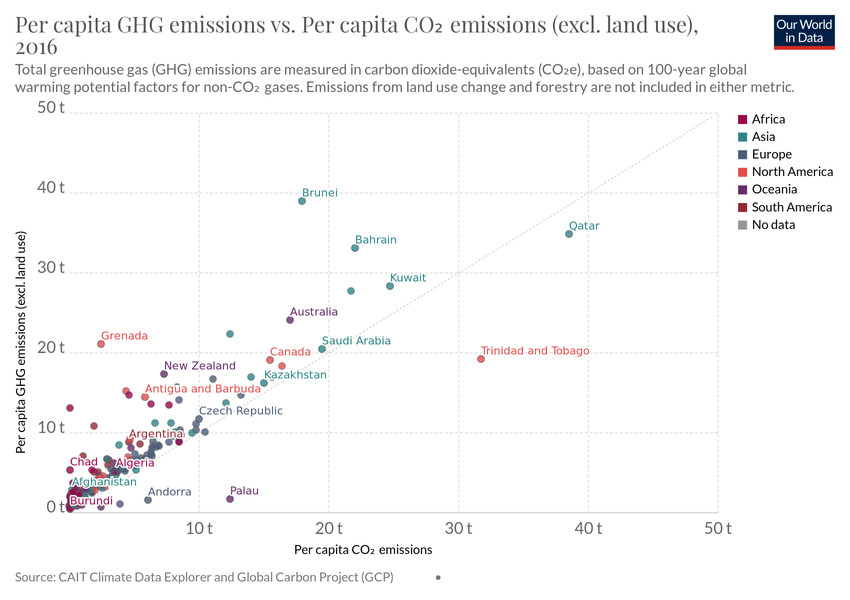 Per capita GHG emissions vs. Per capita CO₂ emissions (excl. land use),
2016
Our World
in Data
Total greenhouse gas (GHG) emissions are measured in carbon dioxide-equivalents (CO₂e), based on 100-year global
warming potential factors for non-CO₂ gases. Emissions from land use change and forestry are not included in either metric.
50 t
40 t
30 t
20 t
10 t
0 t
Per capita GHG emissions (excl. land use)
Brunei
Qatar
Bahrain
Kuwait
Australia
Grenada
Saudi Arabia
Canada
Trinidad and Tobago
New Zealand
Kazakhstan
Antigua and Barbuda
Czech Republic
Argentina
Chad
Algeria
Afghanistan
Andorra
Palau
Burundi
10 t
20 t
30 t
40 t
50 t
Per capita CO₂ emissions
Africa
Asia
Europe
North America
Oceania
South America
No data
Source: CAIT Climate Data Explorer and Global Carbon Project (GCP)